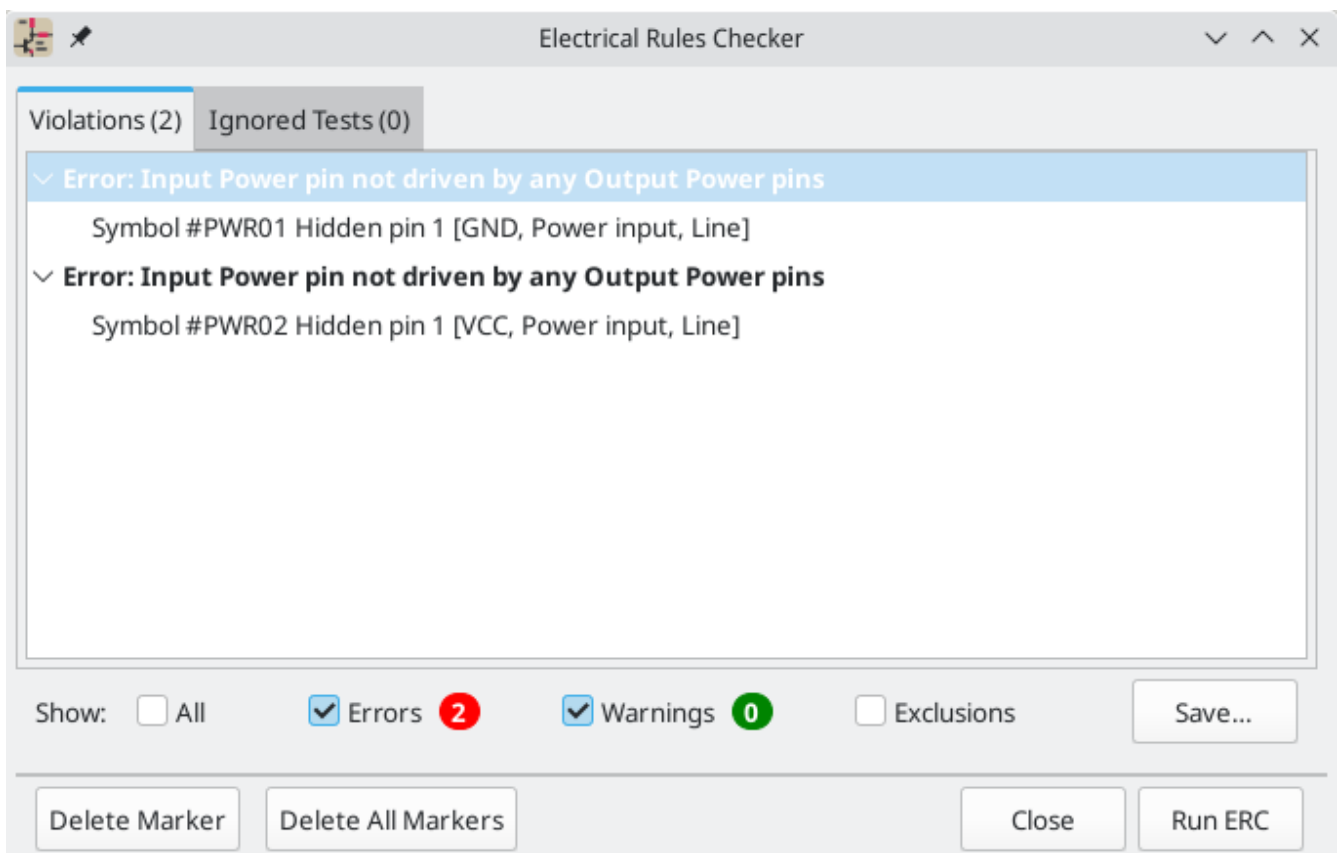 Electrical Rules Checker
Violations (2) Ignored Tests (0)
Error: Input Power pin not driven by any Output Power pins
Symbol #PWR01 Hidden pin 1 [GND, Power input, Line]
Error: Input Power pin not driven by any Output Power pins
Symbol #PWR02 Hidden pin 1 [VCC, Power input, Line]
Show: All Errors 2 Warnings 0 Exclusions Save...
Delete Marker Delete All Markers Close Run ERC